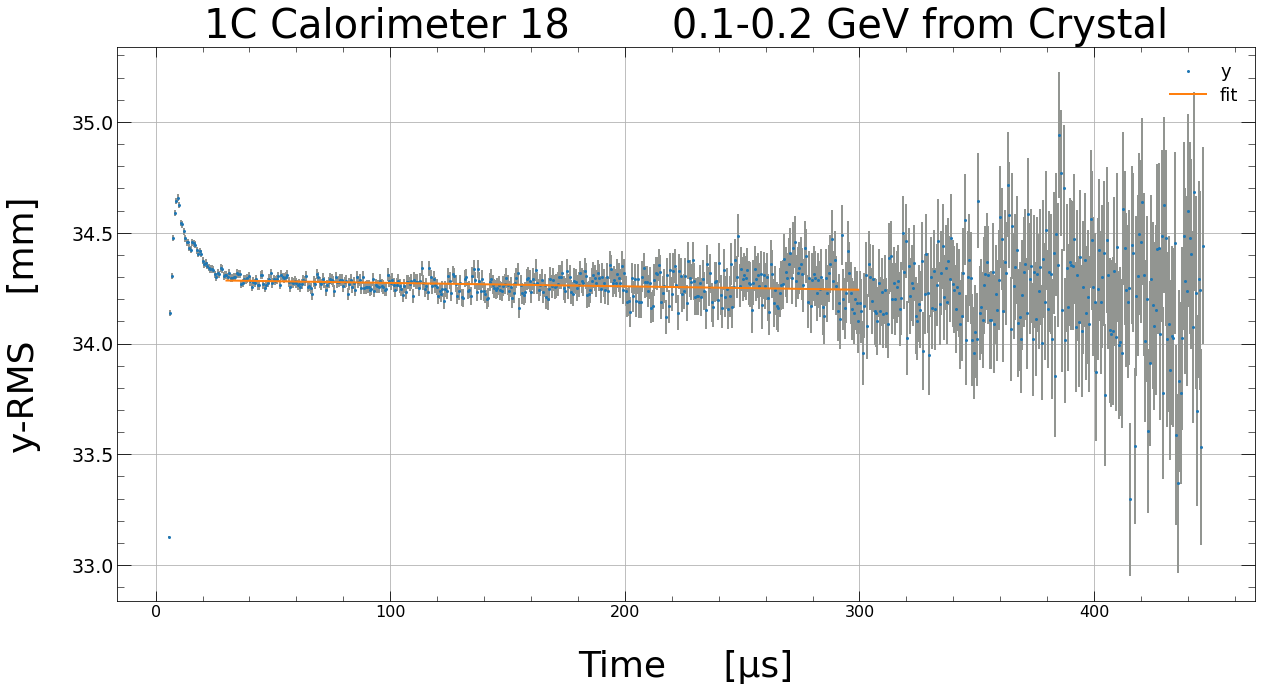 1C Calorimeter 18 0.1-0.2 GeV from Crystal
y
fit
35.0
34.5
34.0
33.5
33.0
y-RMS [mm]
0 100 200 300 400
Time [μs]